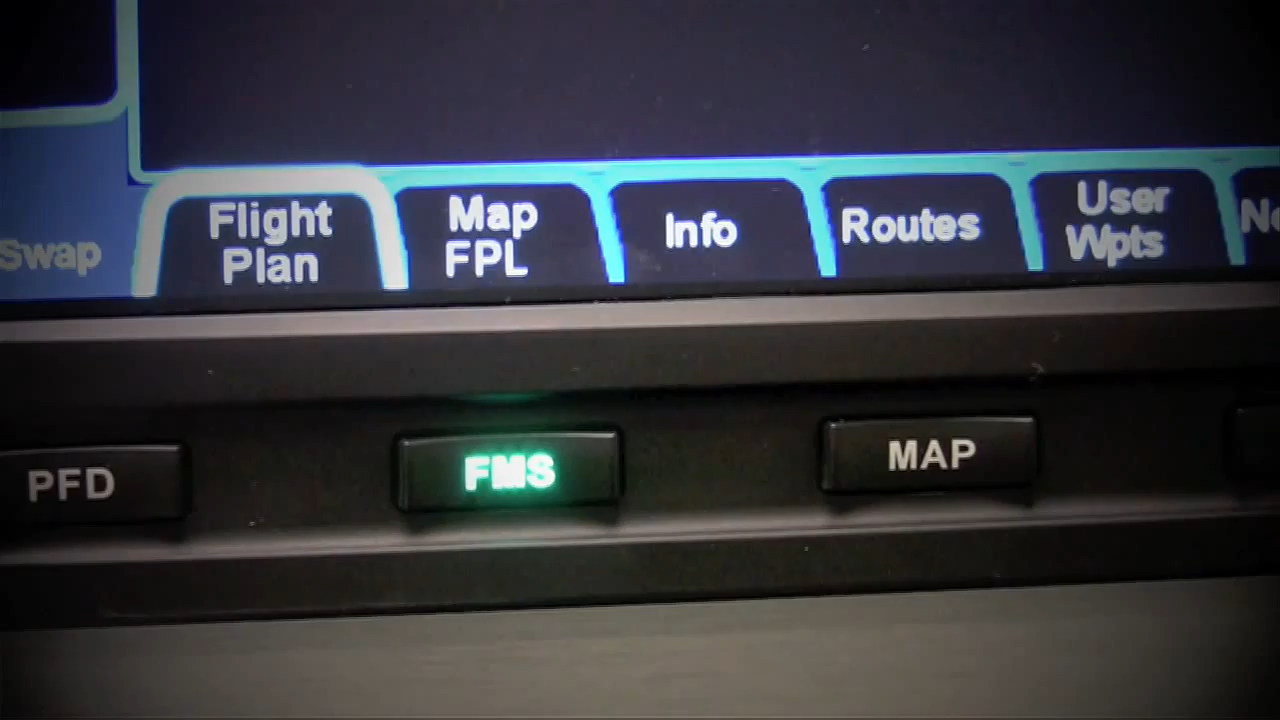 Swap
Flight
Plan
Map
FPL
Info
Routes
User
Wpts
PFD
FMS
MAP